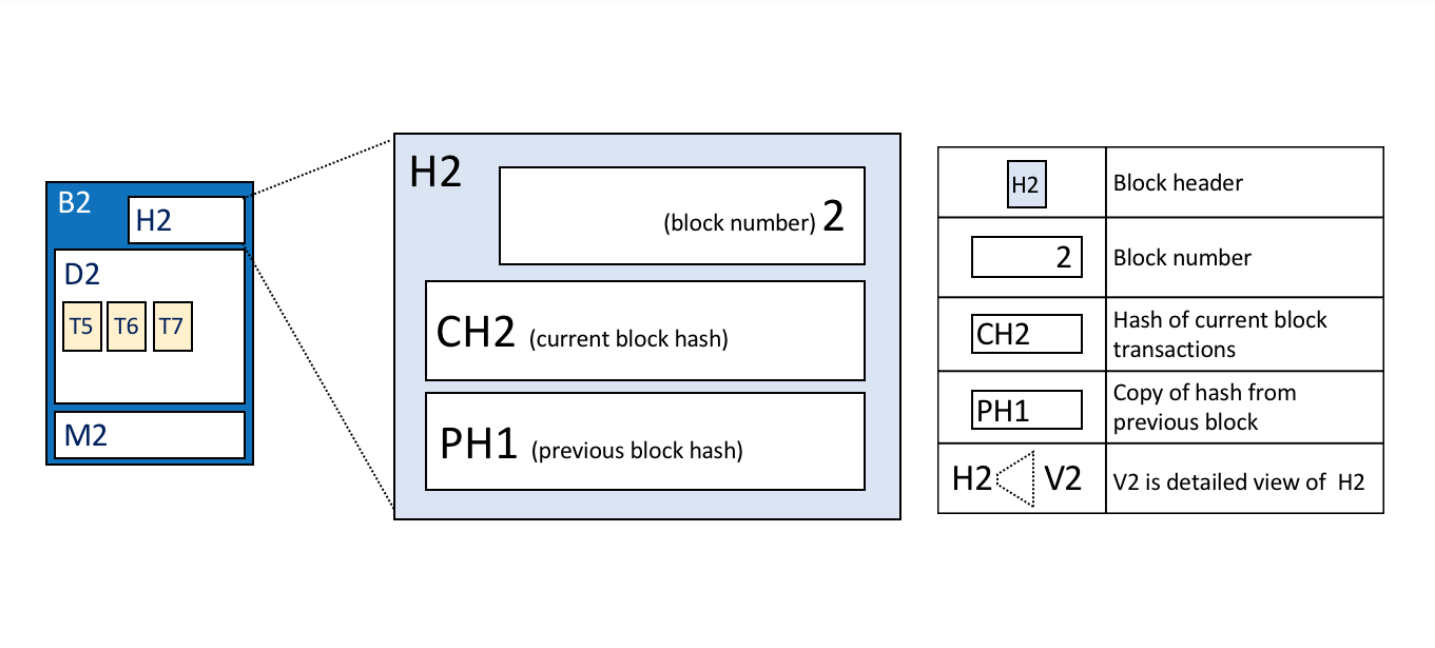 B2
H2
D2
T5 T6 T7
M2
H2
(block number) 2
CH2 (current block hash)
PH1 (previous block hash)
H2 Block header
2 Block number
CH2 Hash of current block
transactions
PH1 Copy of hash from
previous block
H2 V2 V2 is detailed view of H2